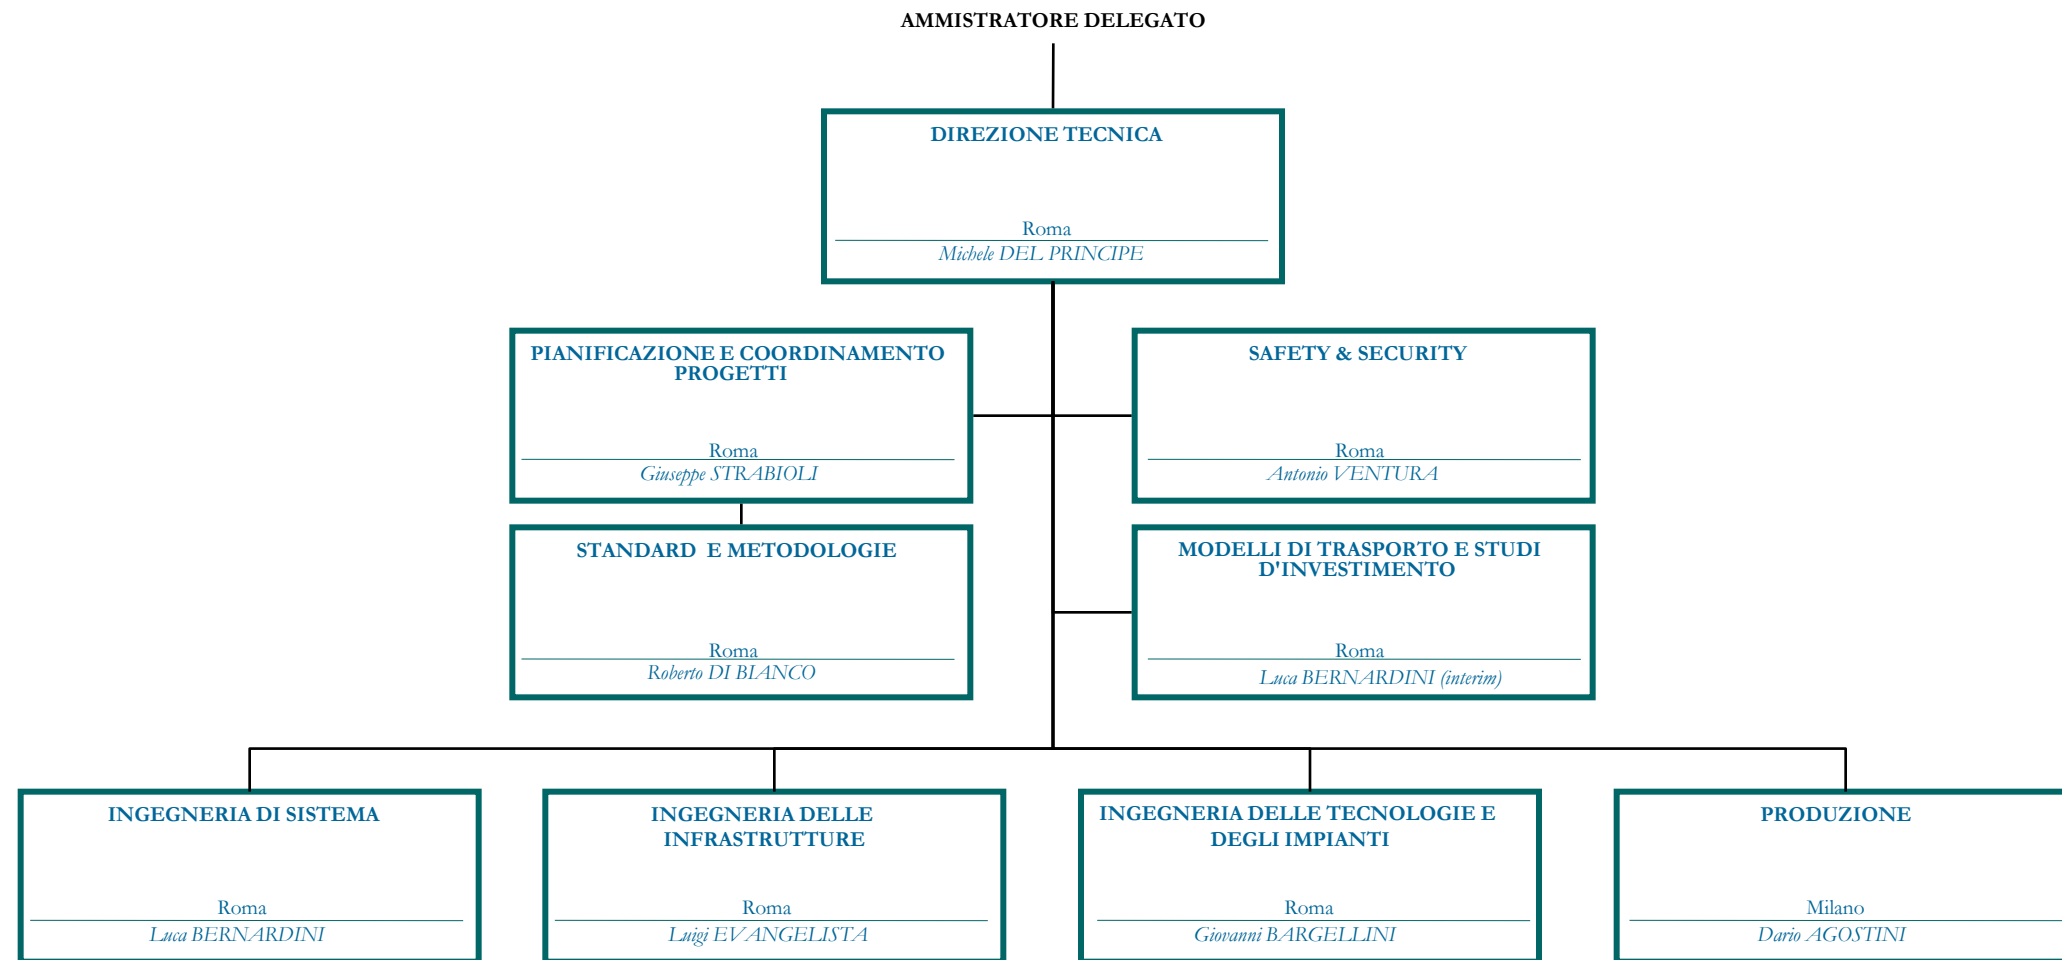 AMMISTRATORE DELEGATO
DIREZIONE TECNICA
Roma
Michele DEL PRINCIPE
PIANIFICAZIONE E COORDINAMENTO
PROGETTI
Roma
Giuseppe STRABIOLI
SAFETY & SECURITY
Roma
Antonio VENTURA
STANDARD  E METODOLOGIE
Roma
Roberto DI BIANCO
MODELLI DI TRASPORTO E STUDI
D'INVESTIMENTO
Roma
Luca BERNARDINI (interim)
INGEGNERIA DI SISTEMA
Roma
Luca BERNARDINI
INGEGNERIA DELLE
INFRASTRUTTURE
Roma
Luigi EVANGELISTA
INGEGNERIA DELLE TECNOLOGIE E
DEGLI IMPIANTI
Roma
Giovanni BARGELLINI
PRODUZIONE
Milano
Dario AGOSTINI